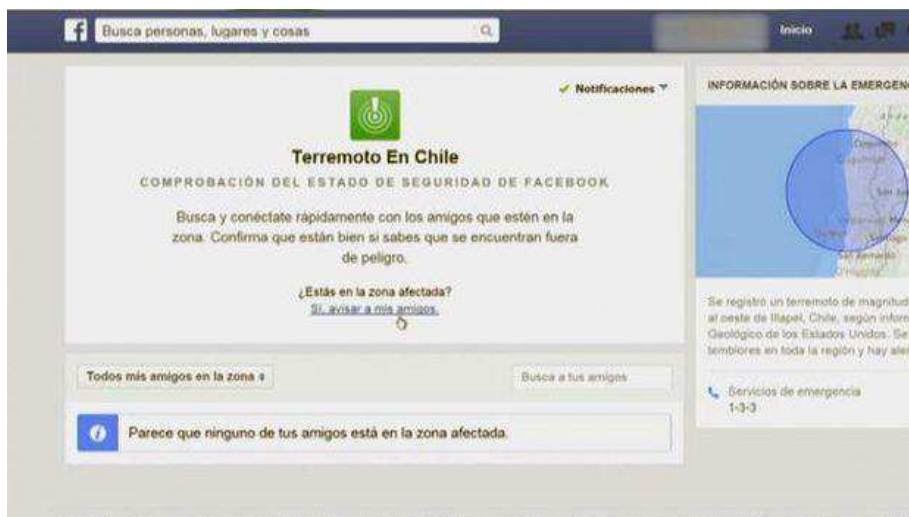 f
Busca personas, lugares y cosas
Inicio
Notificaciones
Terremoto En Chile
COMPROBACIÓN DEL ESTADO DE SEGURIDAD DE FACEBOOK
Busca y conéctate rápidamente con los amigos que estén en la
zona. Confirma que están bien si sabes que se encuentran fuera
de peligro.
¿Estás en la zona afectada?
Sí, avisar a mis amigos.
Todos mis amigos en la zona
Busca a tus amigos
Parece que ninguno de tus amigos está en la zona afectada.
INFORMACIÓN SOBRE LA EMERGEN
San Bernardo
Se registró un terremoto de magnitud
al oeste de Illapel, Chile, según inform
Geológico de los Estados Unidos. Se
temblores en toda la región y hay aler
Servicios de emergencia
1-3-3